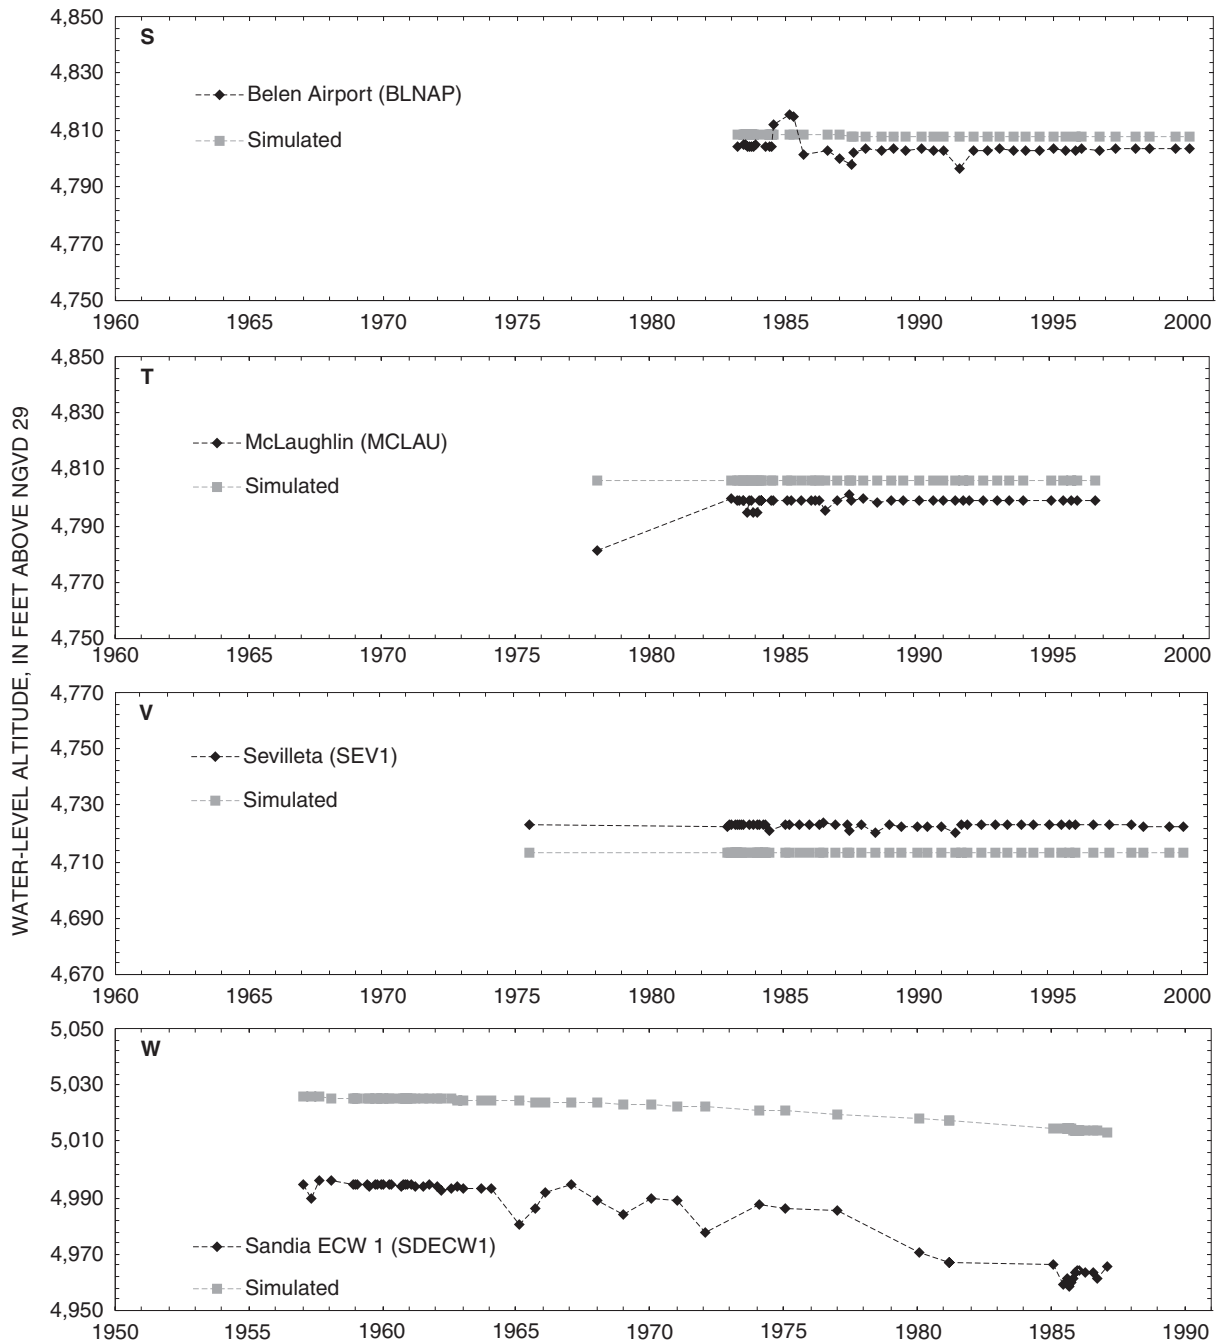 WATER-LEVEL ALTITUDE, IN FEET ABOVE NGVD 29
S
4,850
4,830
4,810
4,790
4,770
4,750
Belen Airport (BLNAP)
Simulated
1960 1965 1970 1975 1980 1985 1990 1995 2000
T
4,850
4,830
4,810
4,790
4,770
4,750
McLaughlin (MCLAU)
Simulated
1960 1965 1970 1975 1980 1985 1990 1995 2000
V
4,770
4,750
4,730
4,710
4,690
4,670
Sevilleta (SEV1)
Simulated
1960 1965 1970 1975 1980 1985 1990 1995 2000
W
5,050
5,030
5,010
4,990
4,970
4,950
Sandia ECW 1 (SDECW1)
Simulated
1950 1955 1960 1965 1970 1975 1980 1985 1990